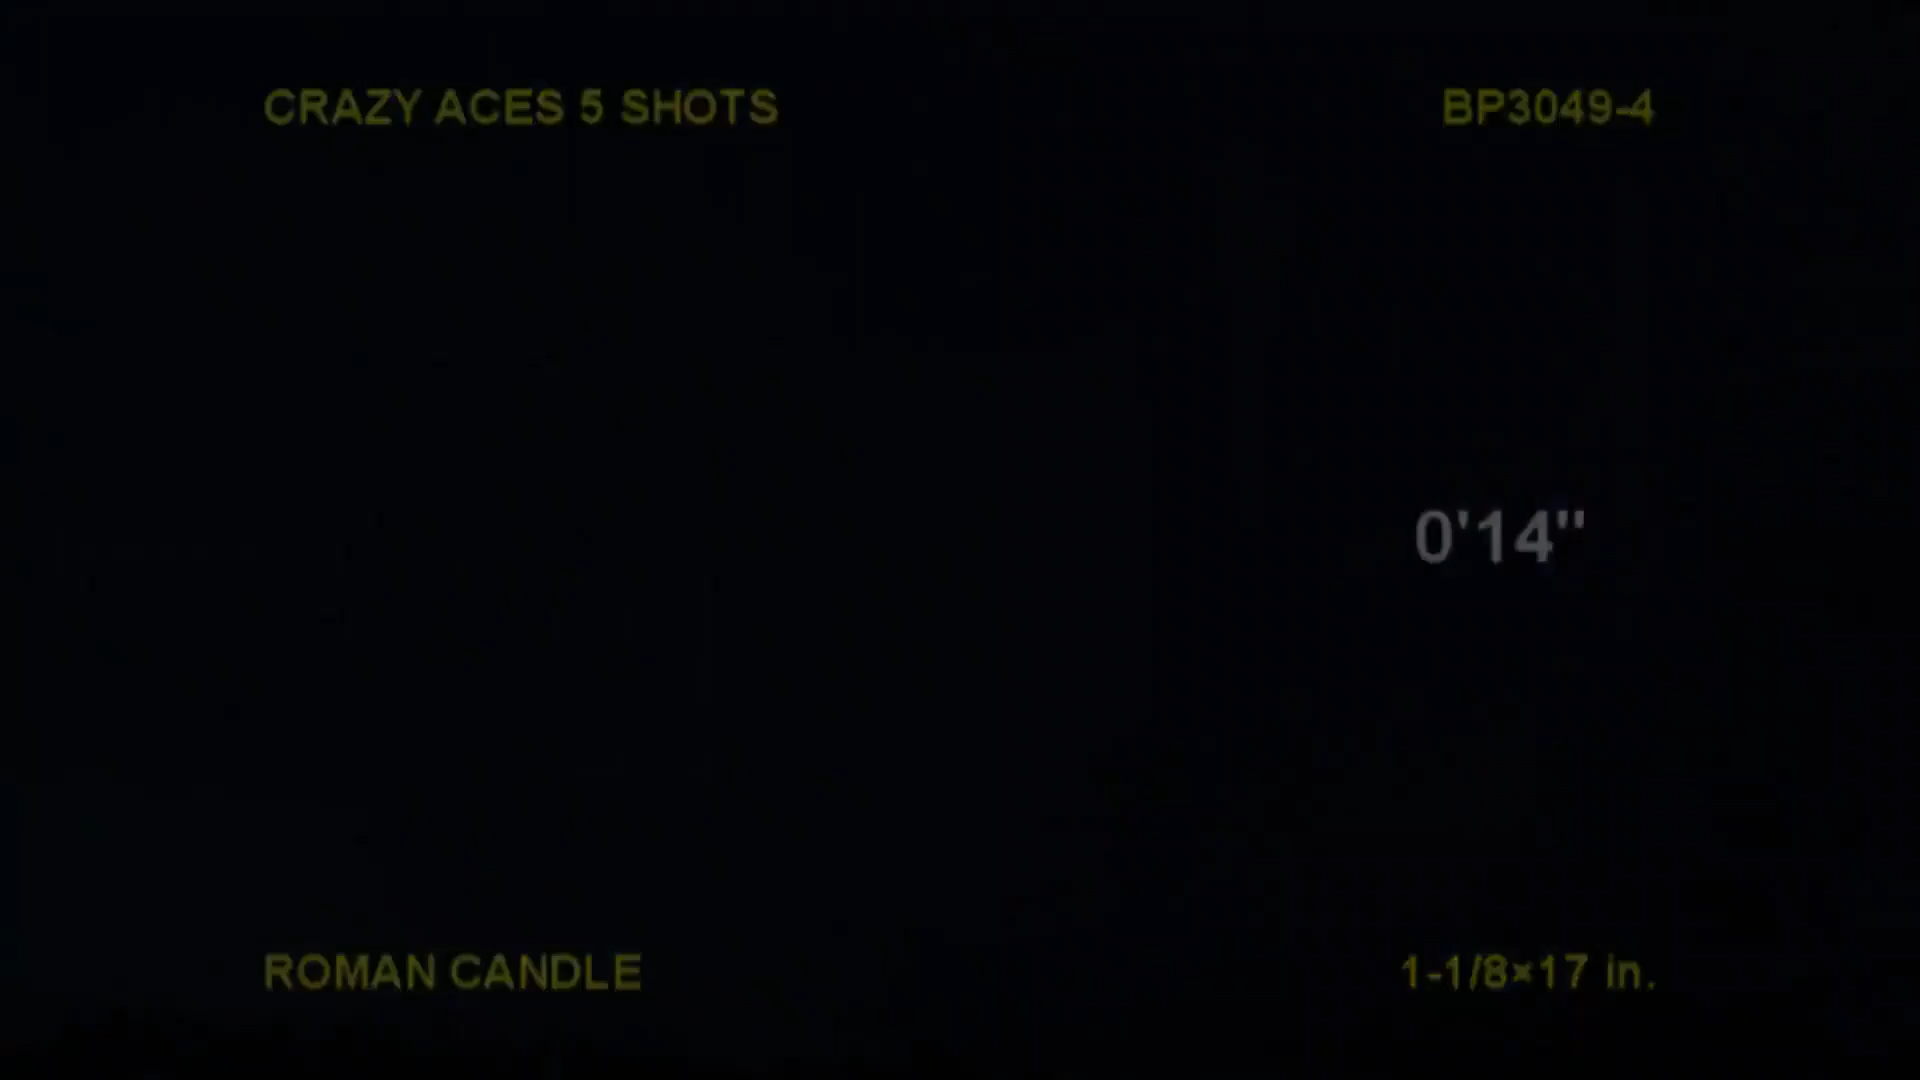 CRAZY ACES 5 SHOTS
BP3049-4
0'14"
ROMAN CANDLE
1-1/8×17 in.